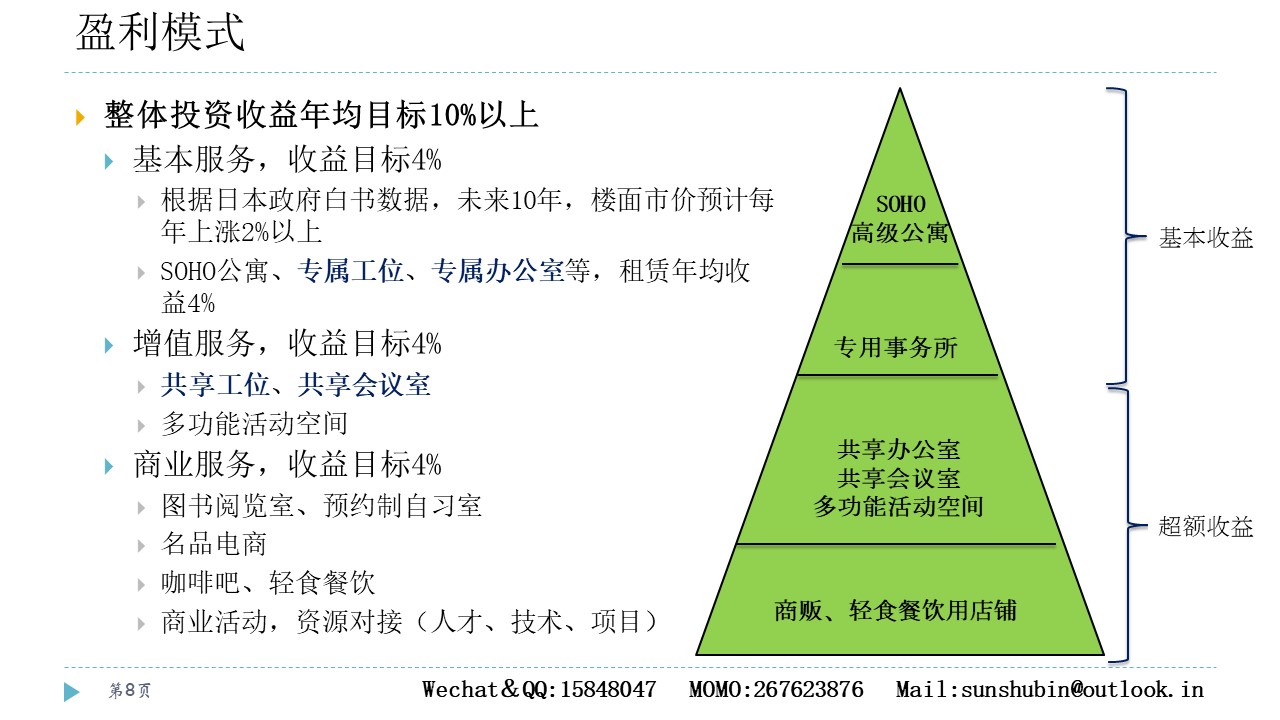 盈利模式
整体投资收益年均目标10%以上
基本服务，收益目标4%
根据日本政府白书数据，未来10年，楼面市价预计每
年上涨2%以上
SOHO公寓、专属工位、专属办公室等，租赁年均收
益4%
增值服务，收益目标4%
共享工位、共享会议室
多功能活动空间
商业服务，收益目标4%
图书阅览室、预约制自习室
名品电商
咖啡吧、轻食餐饮
商业活动，资源对接（人才、技术、项目）
SOHO
高级公寓
专用事务所
共享办公室
共享会议室
多功能活动空间
商贩、轻食餐饮用店铺
基本收益
超额收益
第8页
Wechat＆QQ:15848047 MOMO:267623876 Mail:sunshubin@outlook.in